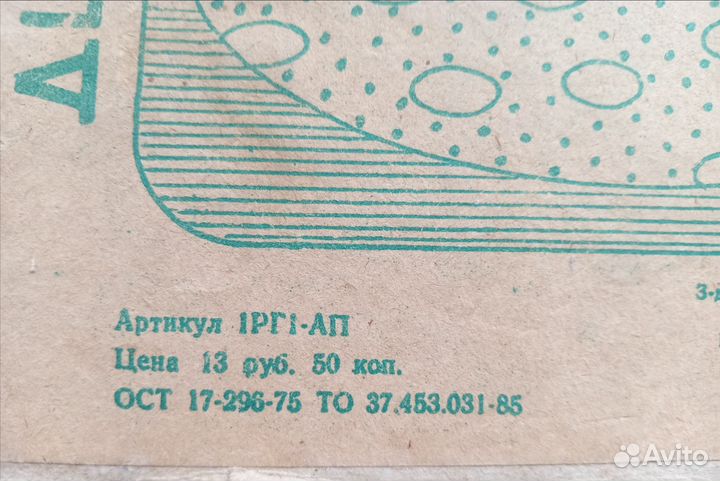 Артикул 1РГ1-АП
Цена 13 руб. 50 коп.
ОСТ 17-296-75 ТО 37.453.031-85
Avito